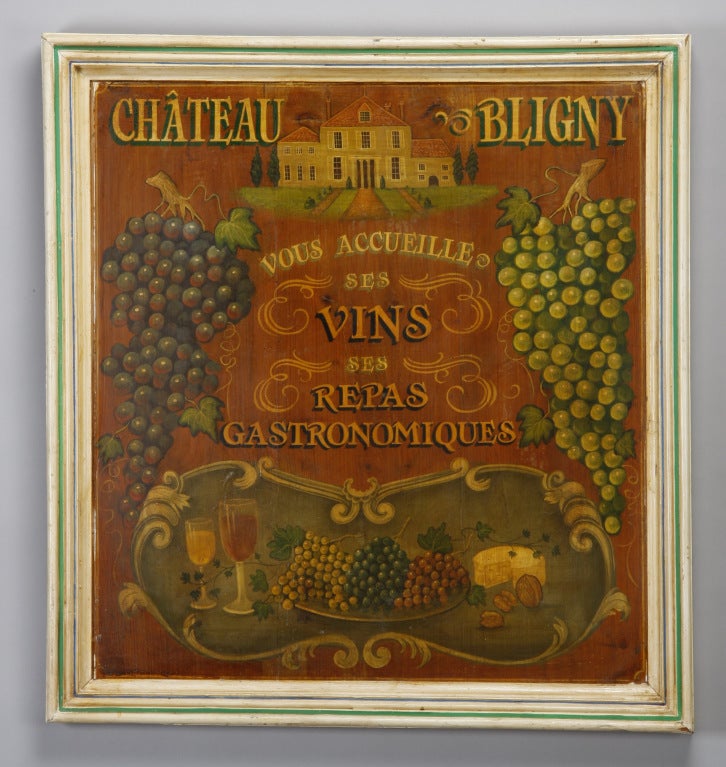 CHÂTEAU BLIGNY
VOUS ACCUEILLE
SES
VINS
SES
REPAS
GASTRONOMIQUES